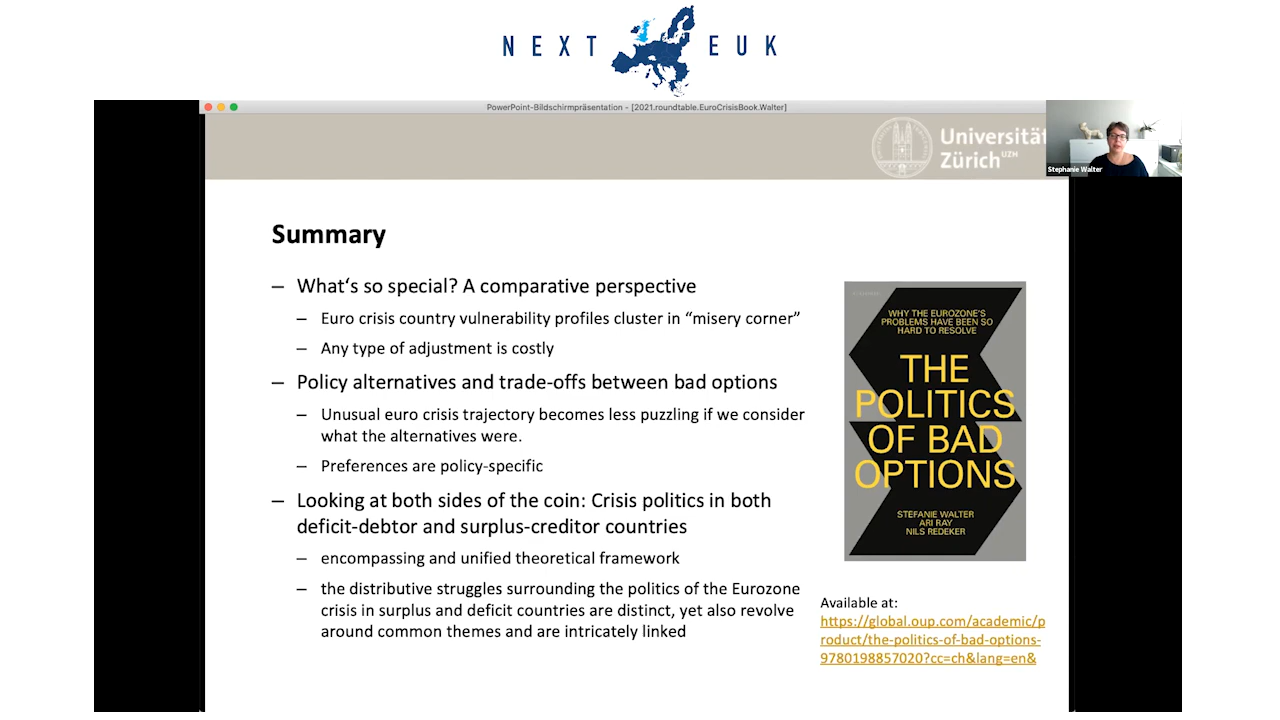 NEXT EUK
PowerPoint-Bildschirmpräsentation - [2021.roundtable.EuroCrisisBook.Walter]
Universität
Zürich UZH
Stephanie Walter
Summary
– What‘s so special? A comparative perspective
– Euro crisis country vulnerability profiles cluster in “misery corner”
– Any type of adjustment is costly
– Policy alternatives and trade-offs between bad options
– Unusual euro crisis trajectory becomes less puzzling if we consider
what the alternatives were.
– Preferences are policy-specific
– Looking at both sides of the coin: Crisis politics in both
deficit-debtor and surplus-creditor countries
– encompassing and unified theoretical framework
– the distributive struggles surrounding the politics of the Eurozone
crisis in surplus and deficit countries are distinct, yet also revolve
around common themes and are intricately linked
WHY THE EUROZONE'S
PROBLEMS HAVE BEEN SO
HARD TO RESOLVE
THE
POLITICS
OF BAD
OPTIONS
STEFANIE WALTER
ARI RAY
NILS REDEKER
Available at:
https://global.oup.com/academic/p
roduct/the-politics-of-bad-options-
9780198857020?cc=ch&lang=en&